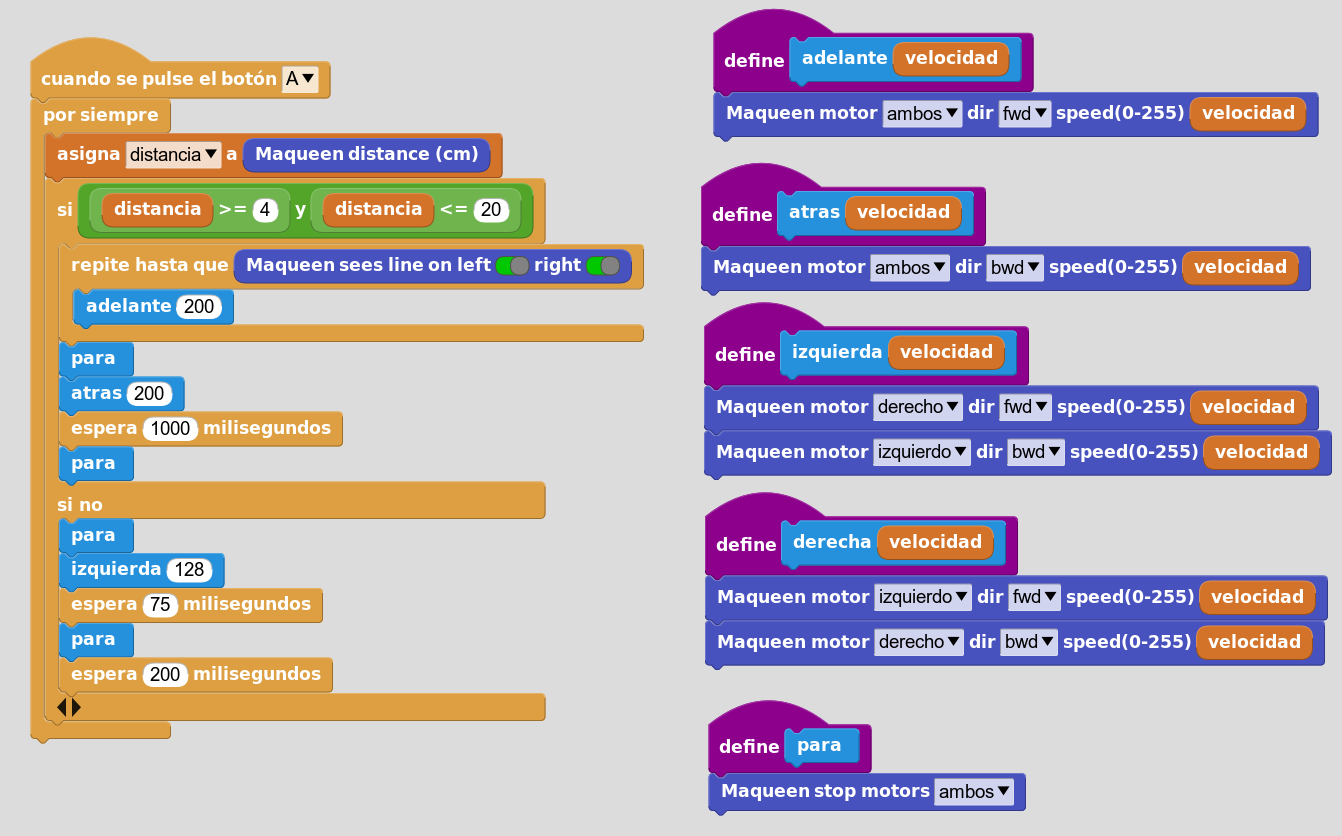 cuando se pulse el botón A
por siempre
asigna distancia a Maqueen distance (cm)
si distancia >= 4 y distancia <= 20
repite hasta que Maqueen sees line on left right
adelante 200
para
atras 200
espera 1000 milisegundos
para
si no
para
izquierda 128
espera 75 milisegundos
para
espera 200 milisegundos
define adelante velocidad
Maqueen motor ambos dir fwd speed(0-255) velocidad
define atras velocidad
Maqueen motor ambos dir bwd speed(0-255) velocidad
define izquierda velocidad
Maqueen motor derecho dir fwd speed(0-255) velocidad
Maqueen motor izquierdo dir bwd speed(0-255) velocidad
define derecha velocidad
Maqueen motor izquierdo dir fwd speed(0-255) velocidad
Maqueen motor derecho dir bwd speed(0-255) velocidad
define para
Maqueen stop motors ambos